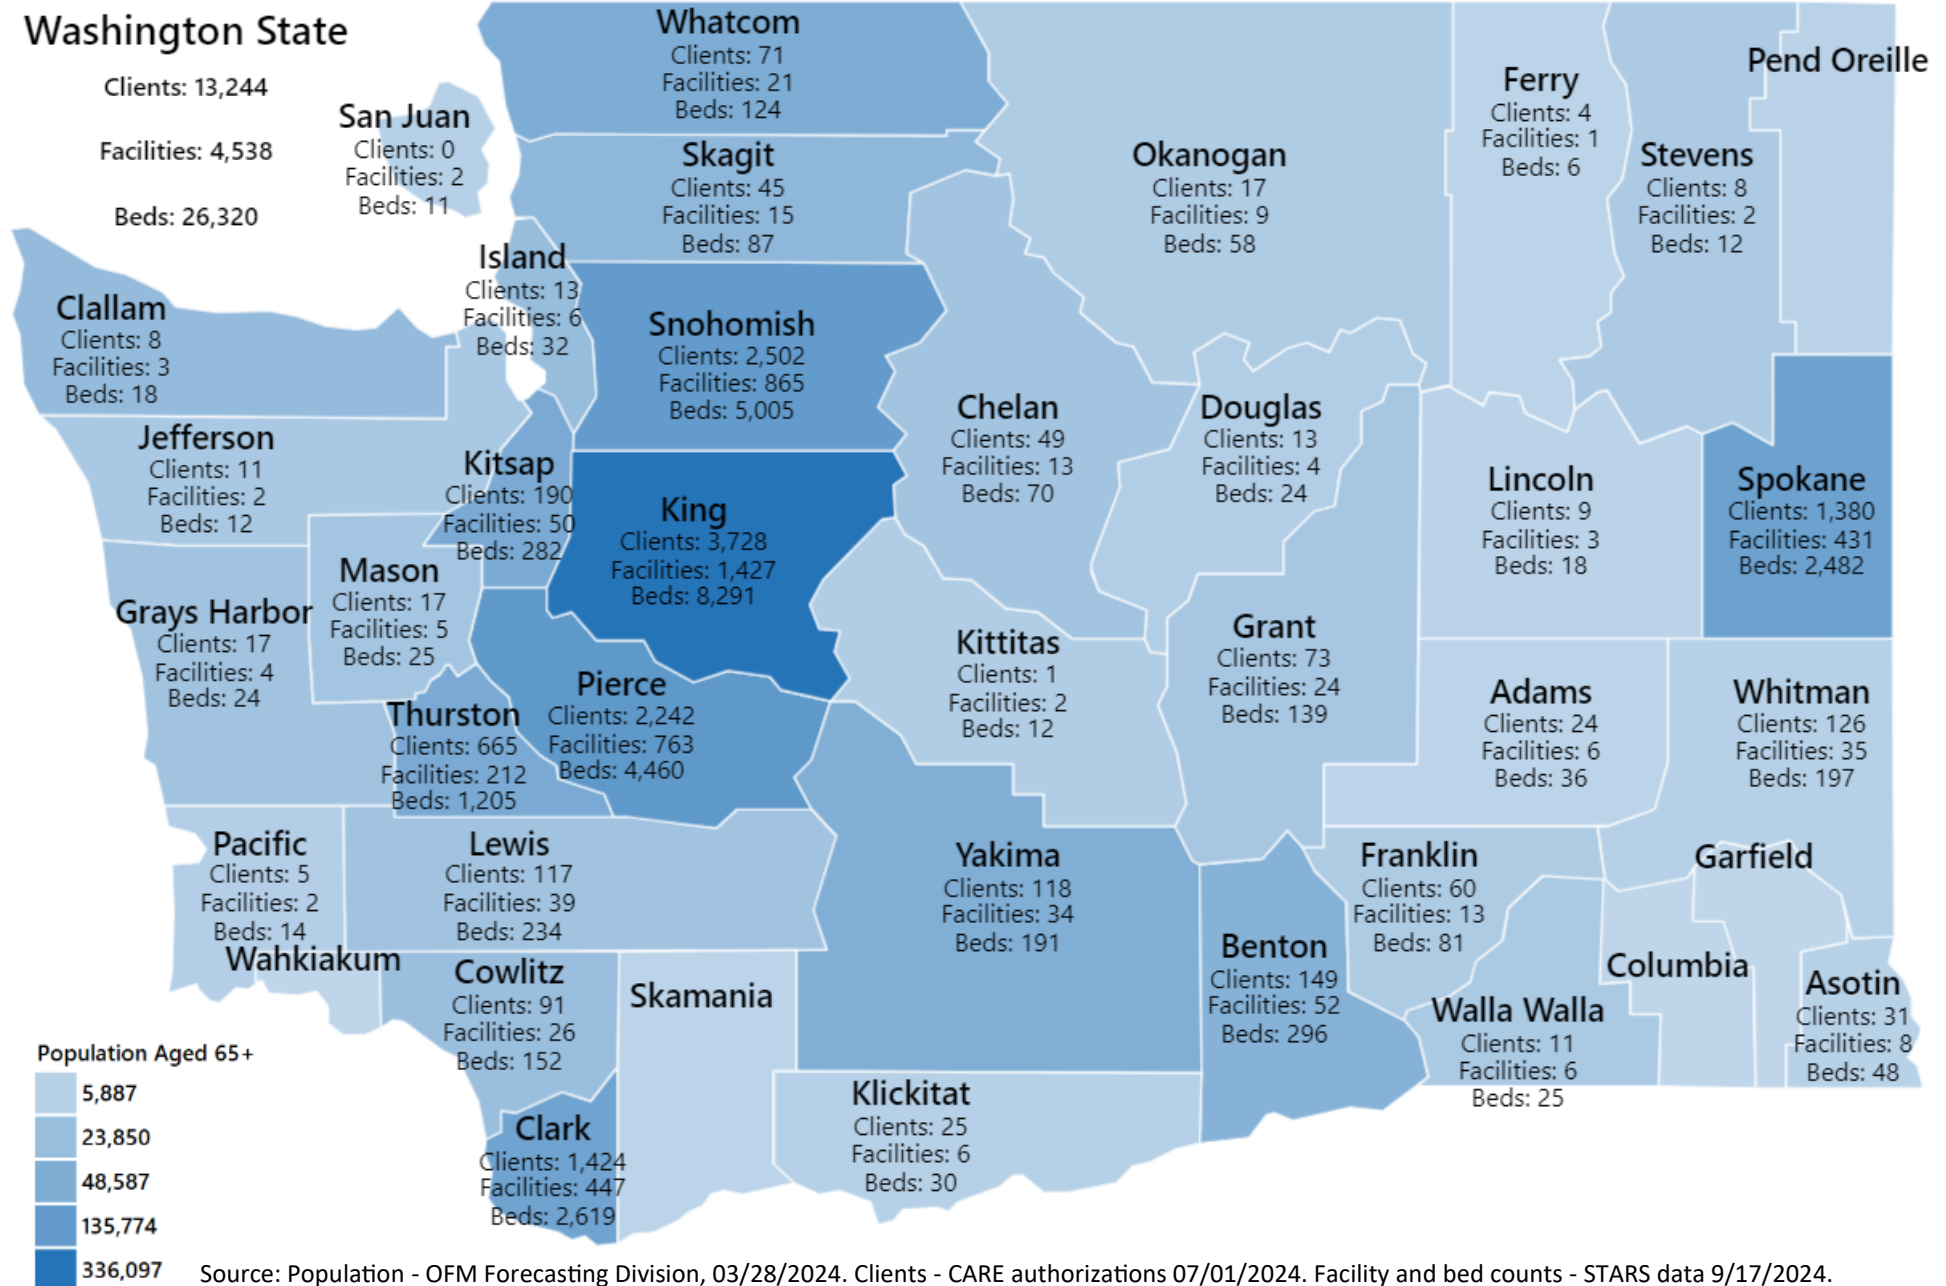 Washington State
Clients: 13,244
Facilities: 4,538
Beds: 26,320
San Juan
Clients: 0
Facilities: 2
Beds: 11
Whatcom
Clients: 71
Facilities: 21
Beds: 124
Skagit
Clients: 45
Facilities: 15
Beds: 87
Island
Clients: 13
Facilities: 6
Beds: 32
Snohomish
Clients: 2,502
Facilities: 865
Beds: 5,005
Okanogan
Clients: 17
Facilities: 9
Beds: 58
Ferry
Clients: 4
Facilities: 1
Beds: 6
Stevens
Clients: 8
Facilities: 2
Beds: 12
Pend Oreille
Clallam
Clients: 8
Facilities: 3
Beds: 18
Jefferson
Clients: 11
Facilities: 2
Beds: 12
Kitsap
Clients: 190
Facilities: 50
Beds: 282
King
Clients: 3,728
Facilities: 1,427
Beds: 8,291
Chelan
Clients: 49
Facilities: 13
Beds: 70
Douglas
Clients: 13
Facilities: 4
Beds: 24
Lincoln
Clients: 9
Facilities: 3
Beds: 18
Spokane
Clients: 1,380
Facilities: 431
Beds: 2,482
Grays Harbor
Clients: 17
Facilities: 4
Beds: 24
Mason
Clients: 17
Facilities: 5
Beds: 25
Thurston
Clients: 665
Facilities: 212
Beds: 1,205
Pierce
Clients: 2,242
Facilities: 763
Beds: 4,460
Kittitas
Clients: 1
Facilities: 2
Beds: 12
Grant
Clients: 73
Facilities: 24
Beds: 139
Adams
Clients: 24
Facilities: 6
Beds: 36
Whitman
Clients: 126
Facilities: 35
Beds: 197
Pacific
Clients: 5
Facilities: 2
Beds: 14
Wahkiakum
Lewis
Clients: 117
Facilities: 39
Beds: 234
Cowlitz
Clients: 91
Facilities: 26
Beds: 152
Skamania
Yakima
Clients: 118
Facilities: 34
Beds: 191
Benton
Clients: 149
Facilities: 52
Beds: 296
Franklin
Clients: 60
Facilities: 13
Beds: 81
Walla Walla
Clients: 11
Facilities: 6
Beds: 25
Columbia
Garfield
Asotin
Clients: 31
Facilities: 8
Beds: 48
Clark
Clients: 1,424
Facilities: 447
Beds: 2,619
Klickitat
Clients: 25
Facilities: 6
Beds: 30
Population Aged 65+
5,887
23,850
48,587
135,774
336,097
Source: Population - OFM Forecasting Division, 03/28/2024. Clients - CARE authorizations 07/01/2024. Facility and bed counts - STARS data 9/17/2024.